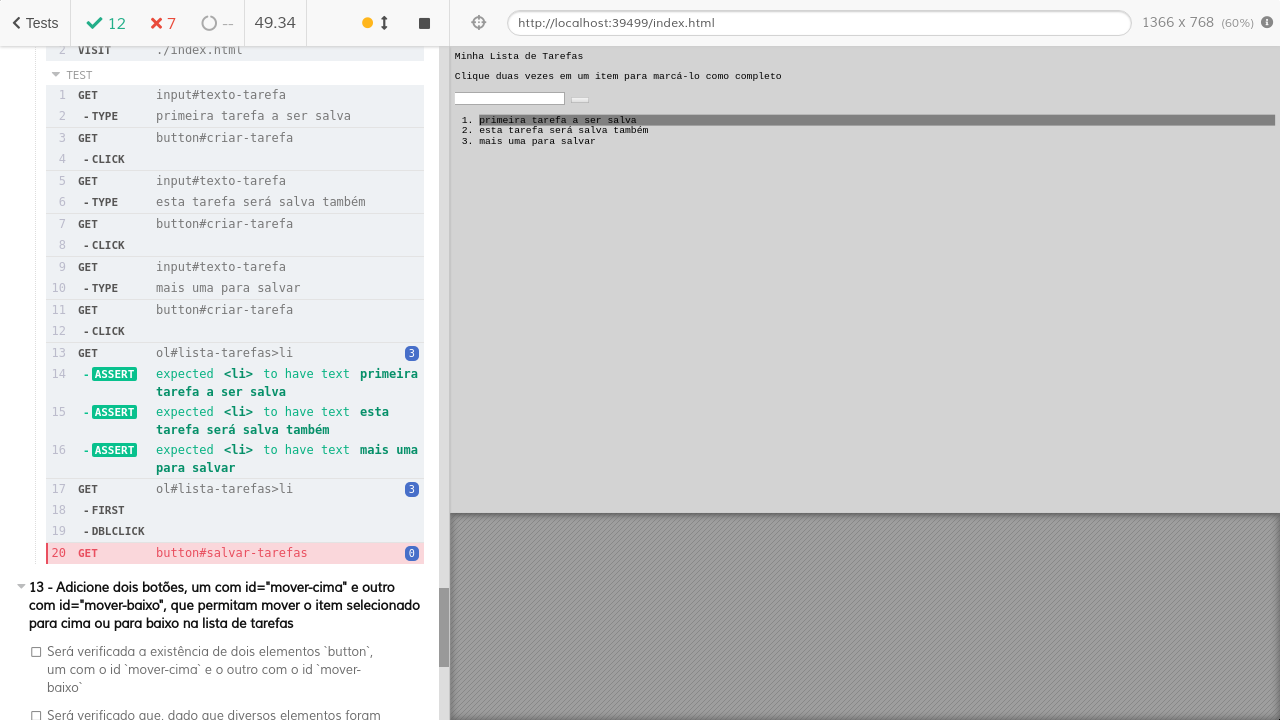 Tests 12 7 -- 49.34 http://localhost:39499/index.html 1366 x 768 (60%)
2 VISIT ./index.html
TEST
1 GET input#texto-tarefa
2 -TYPE primeira tarefa a ser salva
3 GET button#criar-tarefa
4 -CLICK
5 GET input#texto-tarefa
6 -TYPE esta tarefa será salva também
7 GET button#criar-tarefa
8 -CLICK
9 GET input#texto-tarefa
10 -TYPE mais uma para salvar
11 GET button#criar-tarefa
12 -CLICK
13 GET ol#lista-tarefas>li 3
14 -ASSERT expected <li> to have text primeira
tarefa a ser salva
15 -ASSERT expected <li> to have text esta
tarefa será salva também
16 -ASSERT expected <li> to have text mais uma
para salvar
17 GET ol#lista-tarefas>li 3
18 -FIRST
19 -DBLCLICK
20 GET button#salvar-tarefas 0
13 - Adicione dois botões, um com id="mover-cima" e outro
com id="mover-baixo", que permitam mover o item selecionado
para cima ou para baixo na lista de tarefas
Será verificada a existência de dois elementos `button`,
um com o id `mover-cima` e o outro com o id `mover-
baixo`
Será verificado que, dado que diversos elementos foram
Minha Lista de Tarefas
Clique duas vezes em um item para marcá-lo como completo
1. primeira tarefa a ser salva
2. esta tarefa será salva também
3. mais uma para salvar